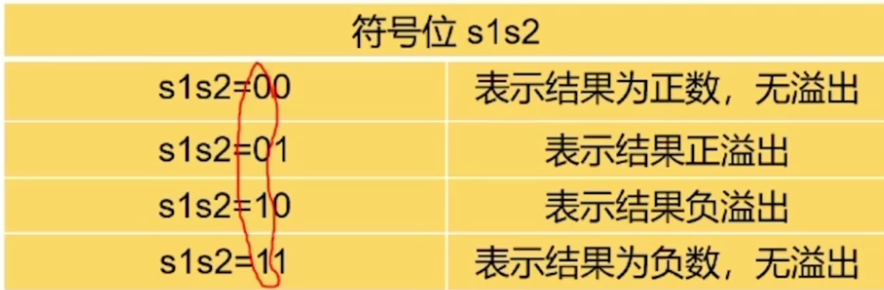 符号位 s1s2
s1s2=00 表示结果为正数，无溢出
s1s2=01 表示结果正溢出
s1s2=10 表示结果负溢出
s1s2=11 表示结果为负数，无溢出